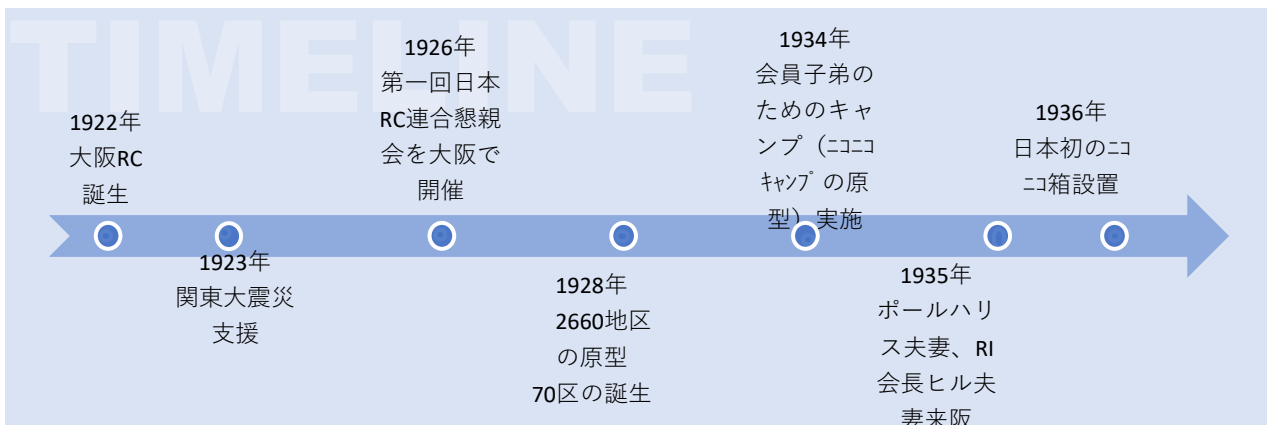 TIMELINE
1922年
大阪RC
誕生
1923年
関東大震災
支援
1926年
第一回日本
RC連合懇親
会を大阪で
開催
1928年
2660地区
の原型
70区の誕生
1934年
会員子弟の
ためのキャ
ンプ（ﾆｺﾆｺ
ｷｬﾝﾌﾟの原
型）実施
1935年
ポールハリ
ス夫妻、RI
会長ヒル夫
妻来阪
1936年
日本初のﾆｺ
ﾆｺ箱設置